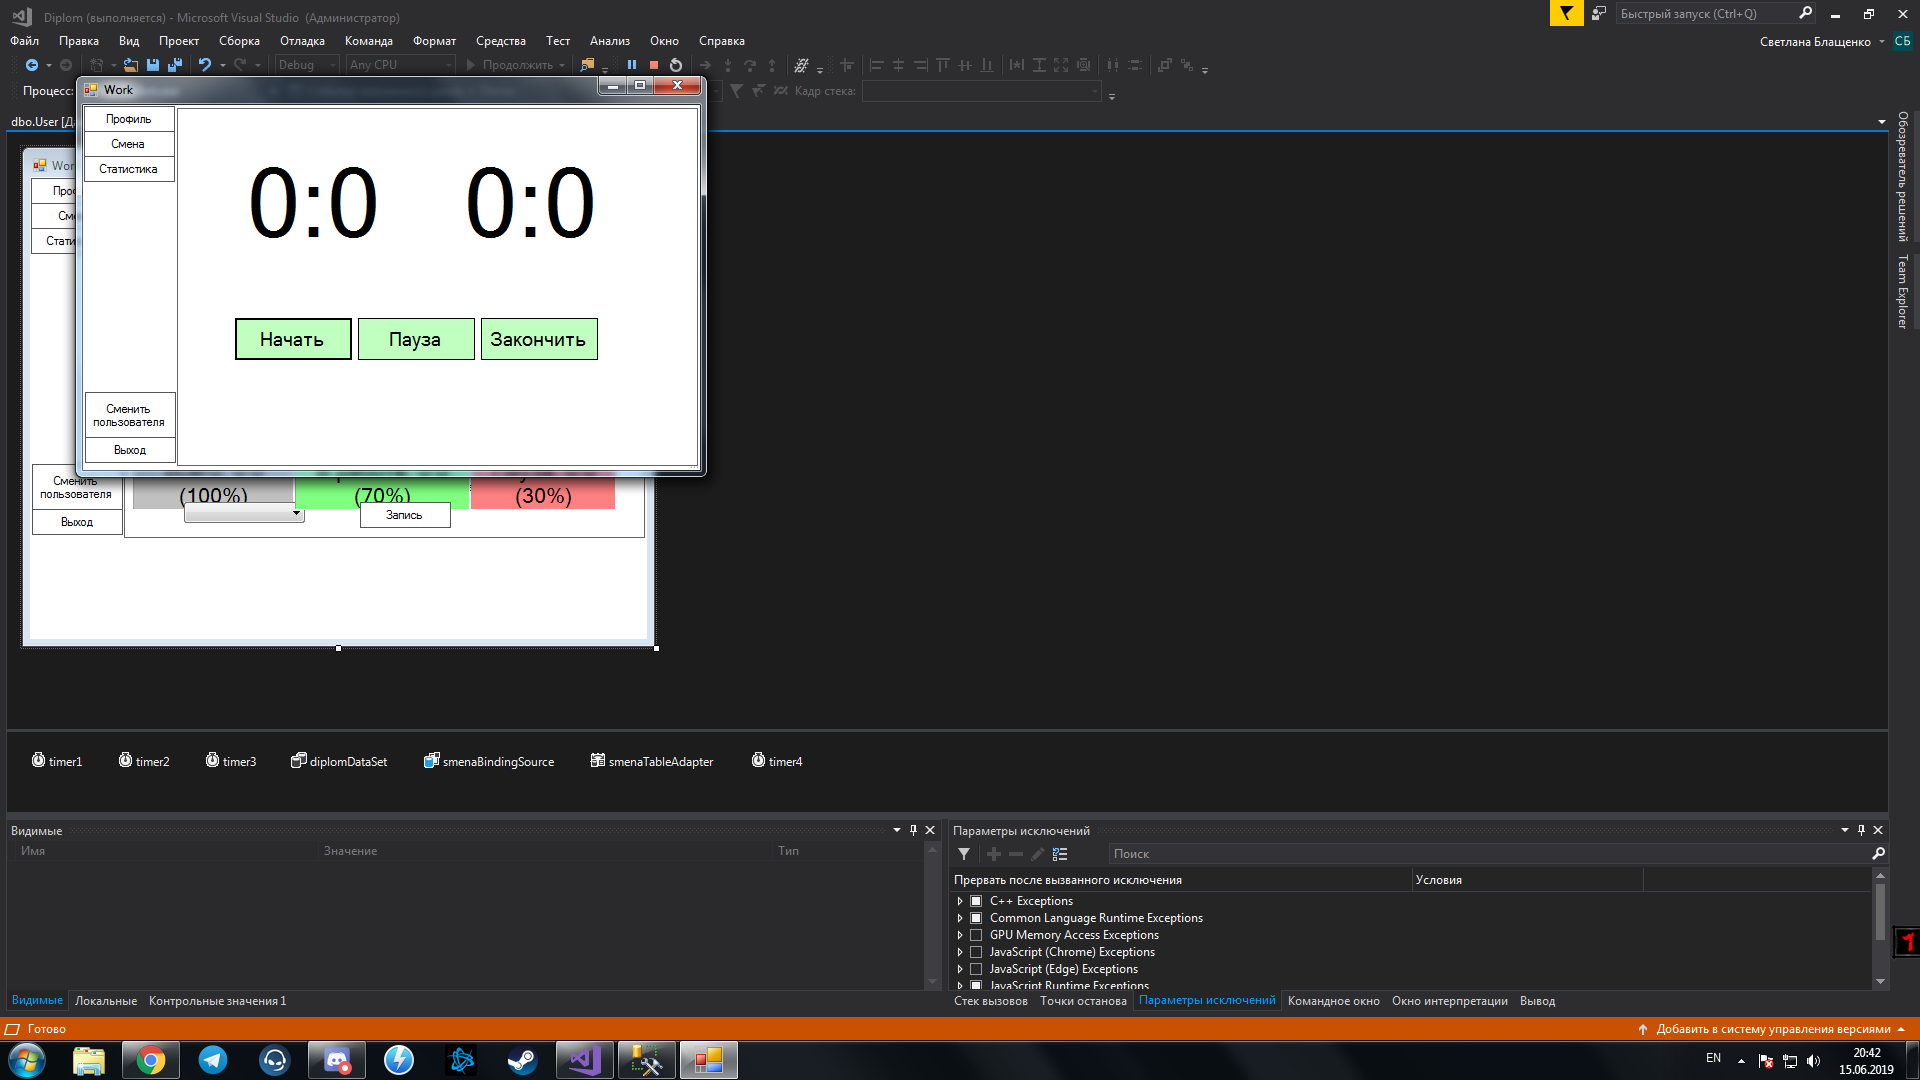 Diplom (выполняется) - Microsoft Visual Studio (Администратор)
Быстрый запуск (Ctrl+Q)
Файл Правка Вид Проект Сборка Отладка Команда Формат Средства Тест Анализ Окно Справка
Светлана Блащенко СБ
Debug Any CPU Продолжить
Процесс:
Кадр стека:
dbo.User [Д
Work
Профиль
Смена
Статистика
0:0 0:0
Начать Пауза Закончить
Сменить
пользователя
Выход
Wor
Проф
См
Стати
Сменить
пользователя
Выход
(100%) (70%) (30%)
Запись
Обозреватель решений
Team Explorer
timer1 timer2 timer3 diplomDataSet smenaBindingSource smenaTableAdapter timer4
Видимые
Имя Значение Тип
Видимые Локальные Контрольные значения 1
Параметры исключений
Поиск
Прервать после вызванного исключения Условия
C++ Exceptions
Common Language Runtime Exceptions
GPU Memory Access Exceptions
JavaScript (Chrome) Exceptions
JavaScript (Edge) Exceptions
JavaScript Runtime Exceptions
Стек вызовов Точки останова Параметры исключений Командное окно Окно интерпретации Вывод
Готово
Добавить в систему управления версиями
EN
20:42
15.06.2019